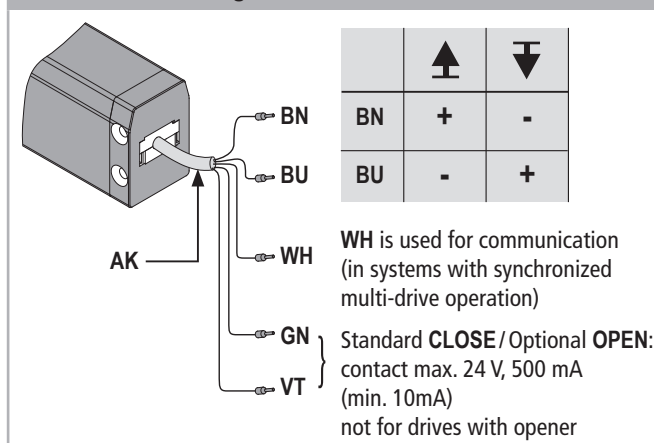 BN
BU
AK
WH
GN
VT
BN + -
BU - +
WH is used for communication
(in systems with synchronized
multi-drive operation)
Standard CLOSE / Optional OPEN:
contact max. 24 V, 500 mA
(min. 10mA)
not for drives with opener